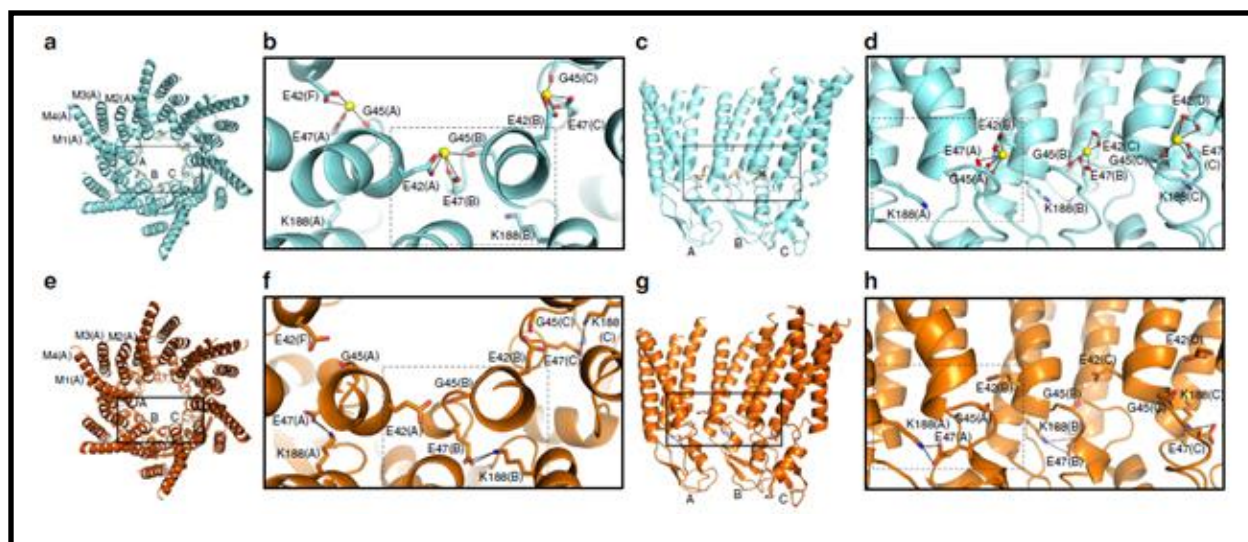 a
M3(A)
M2(A)
M4(A)
M1(A)
A
B
C
b
G45(C)
E42(F)
G45(A)
E42(B)
E47(A)
E47(C)
G45(B)
E42(A)
E47(B)
K188(A)
K188(B)
c
A
B
C
d
E42(D)
E42(B)
E47(A)
G45(B)
E42(C)
E47
(C)
G45(C)
G45(A)
E47(B)
K188(A)
K188(B)
K188(C)
e
M3(A)
M2(A)
M4(A)
M1(A)
A
B
C
f
G45(C)
K188
(C)
E42(F)
E42(B)
G45(A)
G45(B)
E47(C)
E47(A)
E42(A)
K188(A)
E47(B)
K188(B)
g
A
B
C
h
E42(D)
E42(C)
E42(B)
G45(B)
K188(C)
G45(A)
G45(C)
K188(A)
K188(B)
E47(A)
E47(B)
E47(C)